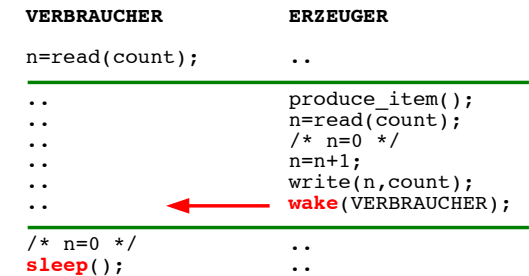 VERBRAUCHER ERZEUGER
n=read(count); ..
.. produce_item();
.. n=read(count);
.. /* n=0 */
.. n=n+1;
.. write(n,count);
.. wake(VERBRAUCHER);
/* n=0 */ ..
sleep(); ..